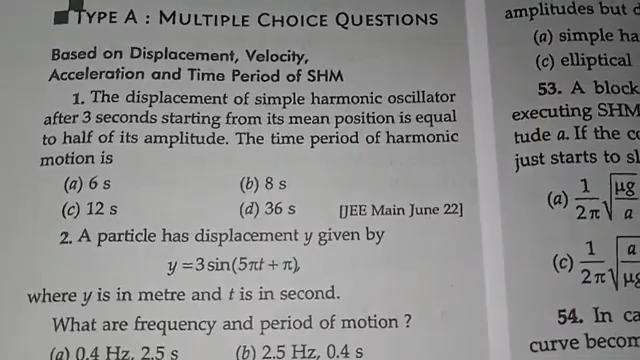 TYPE A : MULTIPLE CHOICE QUESTIONS
Based on Displacement, Velocity,
Acceleration and Time Period of SHM
1. The displacement of simple harmonic oscillator
after 3 seconds starting from its mean position is equal
to half of its amplitude. The time period of harmonic
motion is
(a) 6 s (b) 8 s
(c) 12 s (d) 36 s [JEE Main June 22]
2. A particle has displacement y given by
y = 3 sin(5πt + π),
where y is in metre and t is in second.
What are frequency and period of motion ?
(a) 0.4 Hz, 2.5 s (b) 2.5 Hz, 0.4 s
amplitudes but
(a) simple ha
(c) elliptical
53. A block
executing SHM
tude a. If the co
just starts to sl
(a) 1/2π √μg/a
(c) 1/2π √a/μg
54. In ca
curve becom